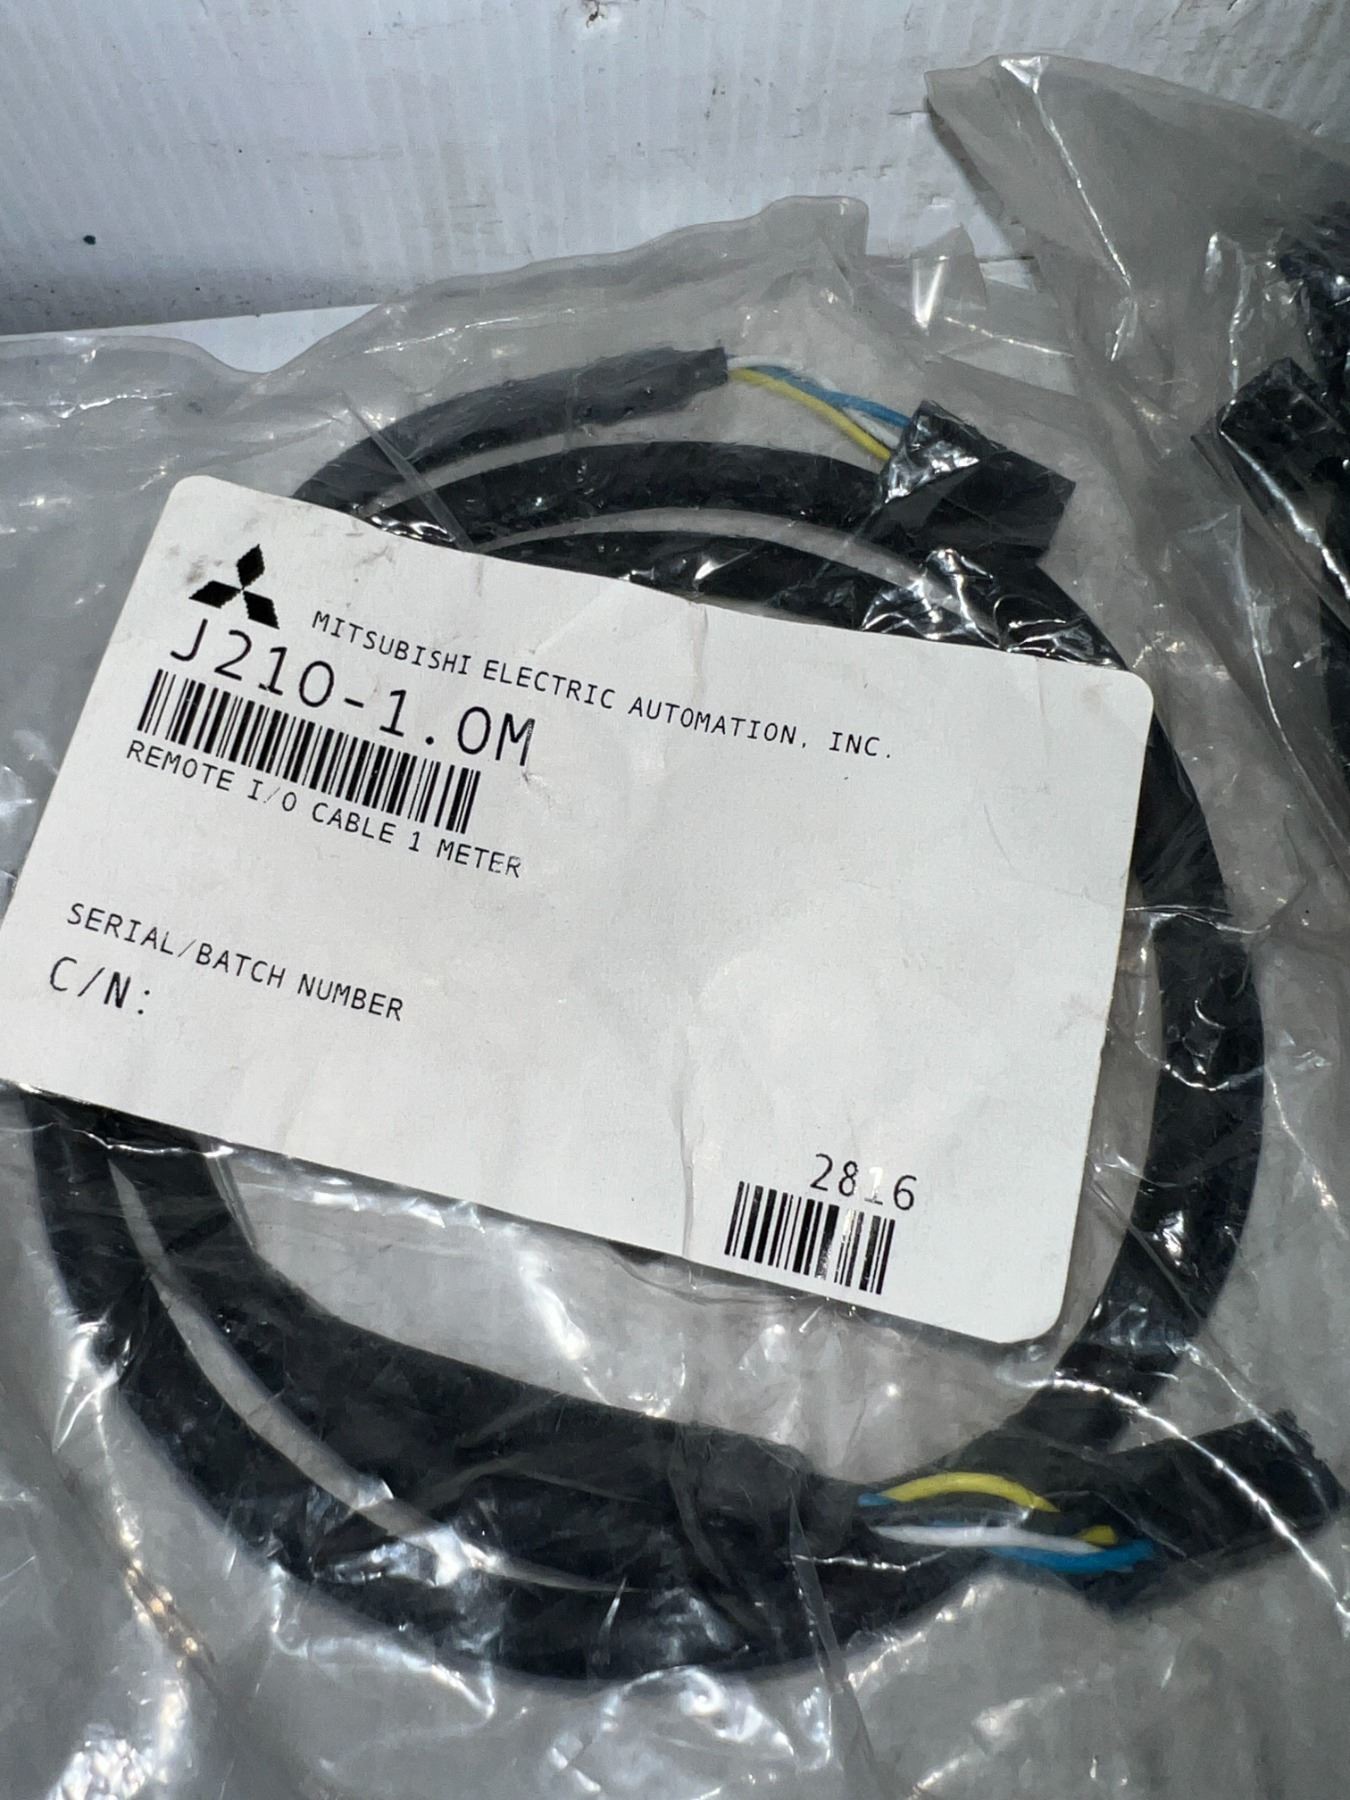 MITSUBISHI ELECTRIC AUTOMATION, INC.
J210-1.0M
REMOTE I/O CABLE 1 METER
SERIAL/BATCH NUMBER
C/N:
2816